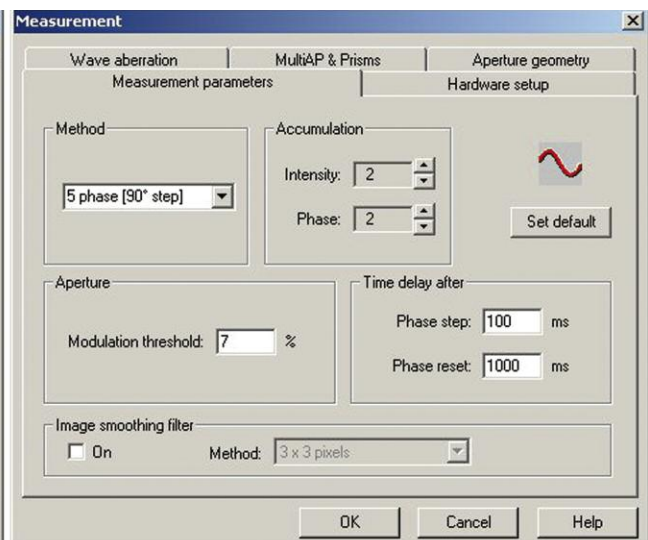 Measurement
Wave aberration
MultiAP & Prisms
Aperture geometry
Measurement parameters
Hardware setup
Method
5 phase [90° step]
Accumulation
Intensity: 2
Phase: 2
Set default
Aperture
Modulation threshold: 7 %
Time delay after
Phase step: 100 ms
Phase reset: 1000 ms
Image smoothing filter
On Method: 3 x 3 pixels
OK Cancel Help